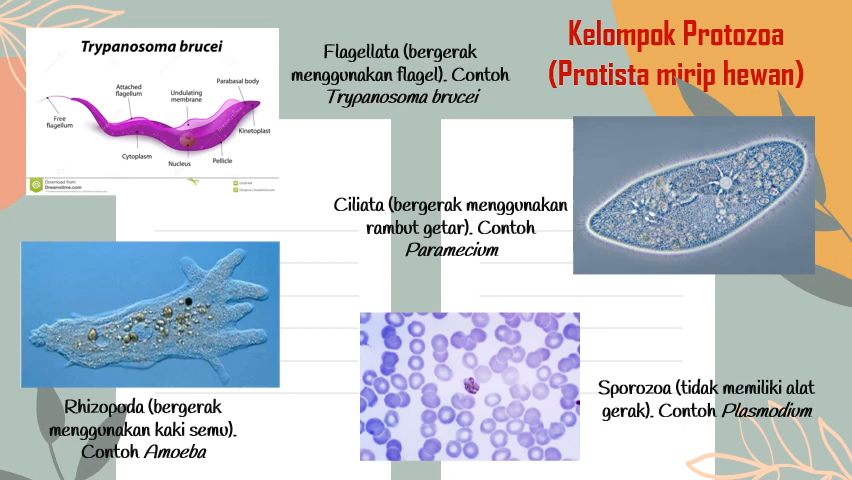 Kelompok Protozoa
(Protista mirip hewan)
Trypanosoma brucei
Attached
flagellum
Undulating
membrane
Parabasal body
Free
flagellum
Kinetoplast
Cytoplasm
Nucleus
Pellicle
Download from
Dreamstime.com
Flagellata (bergerak
menggunakan flagel). Contoh
Trypanosoma brucei
Ciliata (bergerak menggunakan
rambut getar). Contoh
Paramecium
Rhizopoda (bergerak
menggunakan kaki semu).
Contoh Amoeba
Sporozoa (tidak memiliki alat
gerak). Contoh Plasmodium